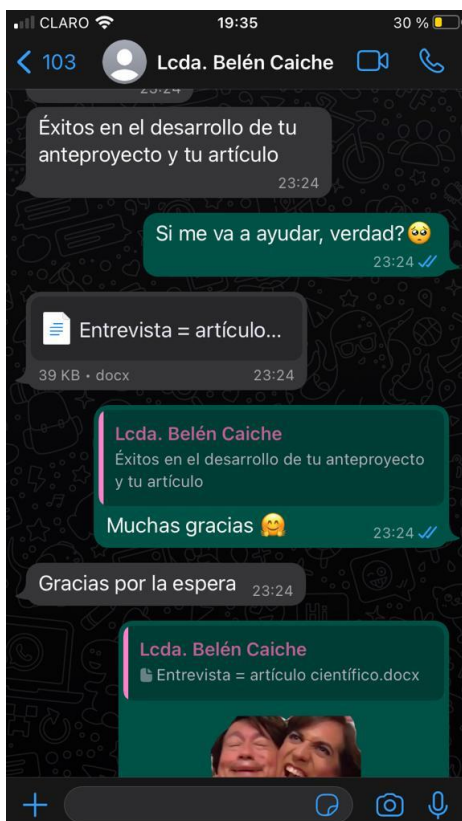 CLARO 19:35 30 %
103 Lcda. Belén Caiche
23:24
Éxitos en el desarrollo de tu
anteproyecto y tu artículo
23:24
Si me va a ayudar, verdad?🥺
23:24
Entrevista = artículo...
39 KB • docx 23:24
Lcda. Belén Caiche
Éxitos en el desarrollo de tu anteproyecto
y tu artículo
Muchas gracias 🤗
23:24
Gracias por la espera 23:24
Lcda. Belén Caiche
Entrevista = artículo científico.docx